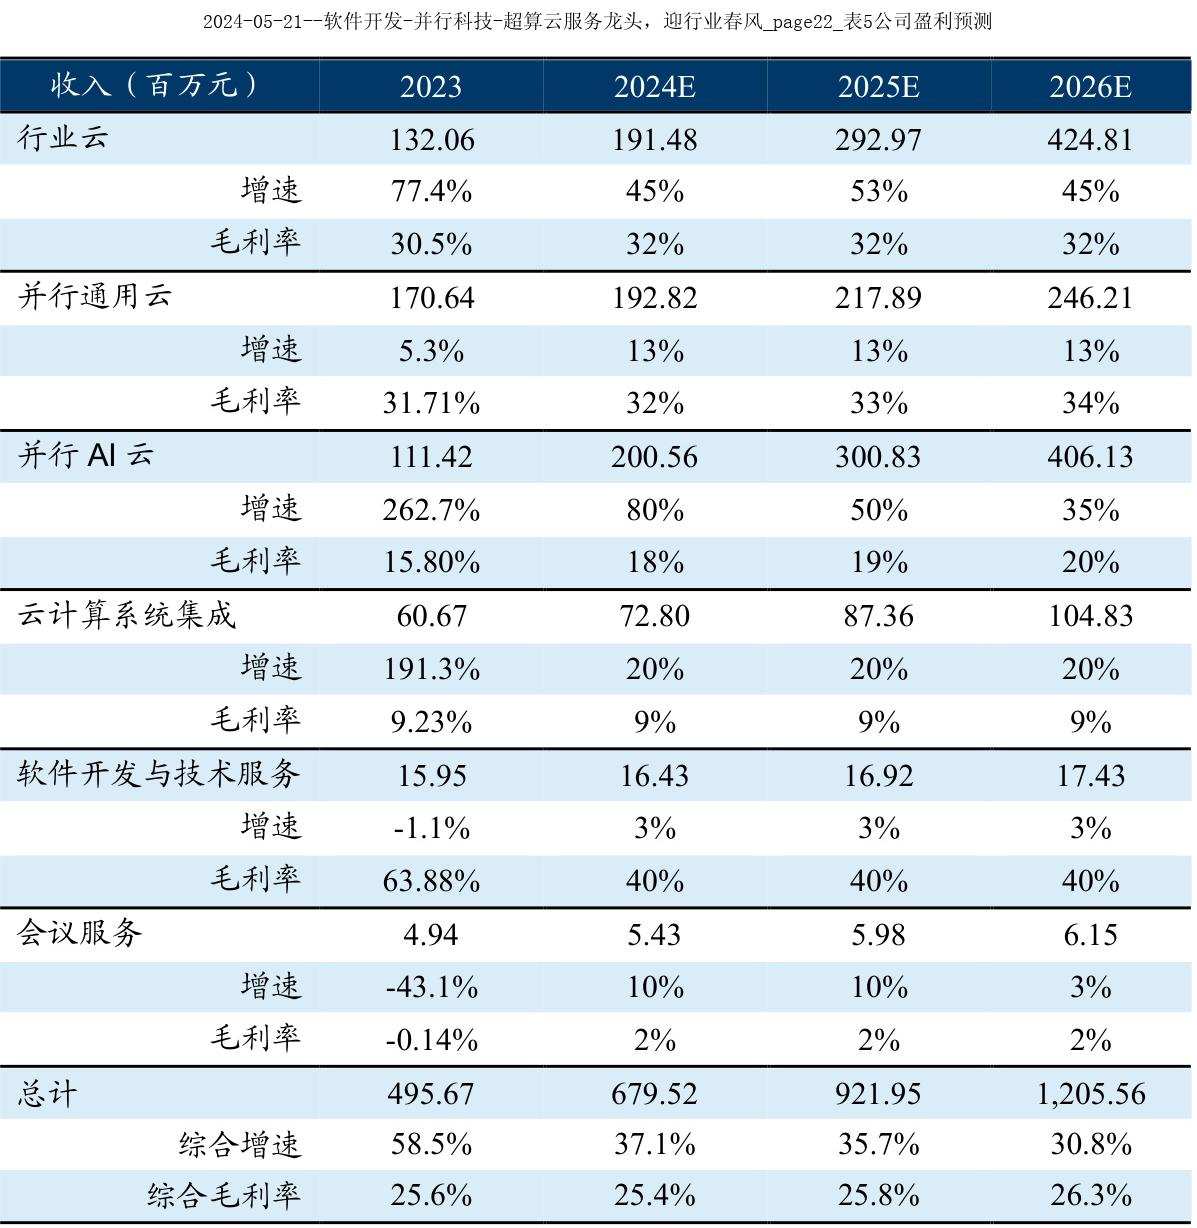 2024-05-21--软件开发-并行科技-超算云服务龙头，迎行业春风_page22_表5公司盈利预测
收入（百万元） 2023 2024E 2025E 2026E
行业云 132.06 191.48 292.97 424.81
增速 77.4% 45% 53% 45%
毛利率 30.5% 32% 32% 32%
并行通用云 170.64 192.82 217.89 246.21
增速 5.3% 13% 13% 13%
毛利率 31.71% 32% 33% 34%
并行 AI 云 111.42 200.56 300.83 406.13
增速 262.7% 80% 50% 35%
毛利率 15.80% 18% 19% 20%
云计算系统集成 60.67 72.80 87.36 104.83
增速 191.3% 20% 20% 20%
毛利率 9.23% 9% 9% 9%
软件开发与技术服务 15.95 16.43 16.92 17.43
增速 -1.1% 3% 3% 3%
毛利率 63.88% 40% 40% 40%
会议服务 4.94 5.43 5.98 6.15
增速 -43.1% 10% 10% 3%
毛利率 -0.14% 2% 2% 2%
总计 495.67 679.52 921.95 1,205.56
综合增速 58.5% 37.1% 35.7% 30.8%
综合毛利率 25.6% 25.4% 25.8% 26.3%